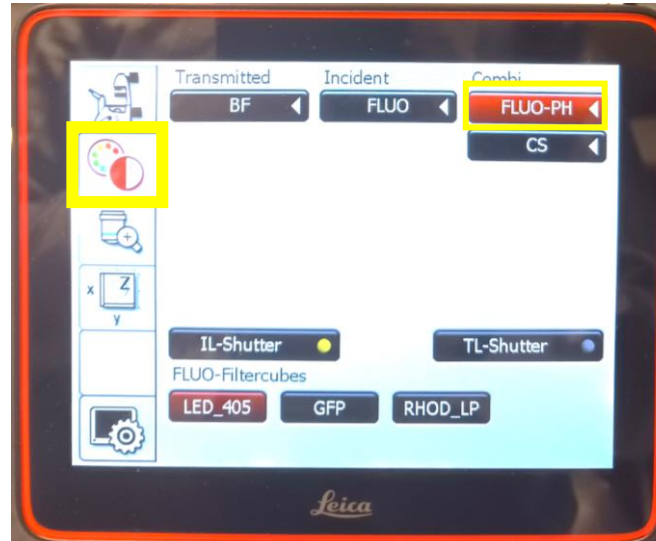 Transmitted Incident Combi
BF FLUO FLUO-PH
CS
x Z
y
IL-Shutter TL-Shutter
FLUO-Filtercubes
LED_405 GFP RHOD_LP
Leica